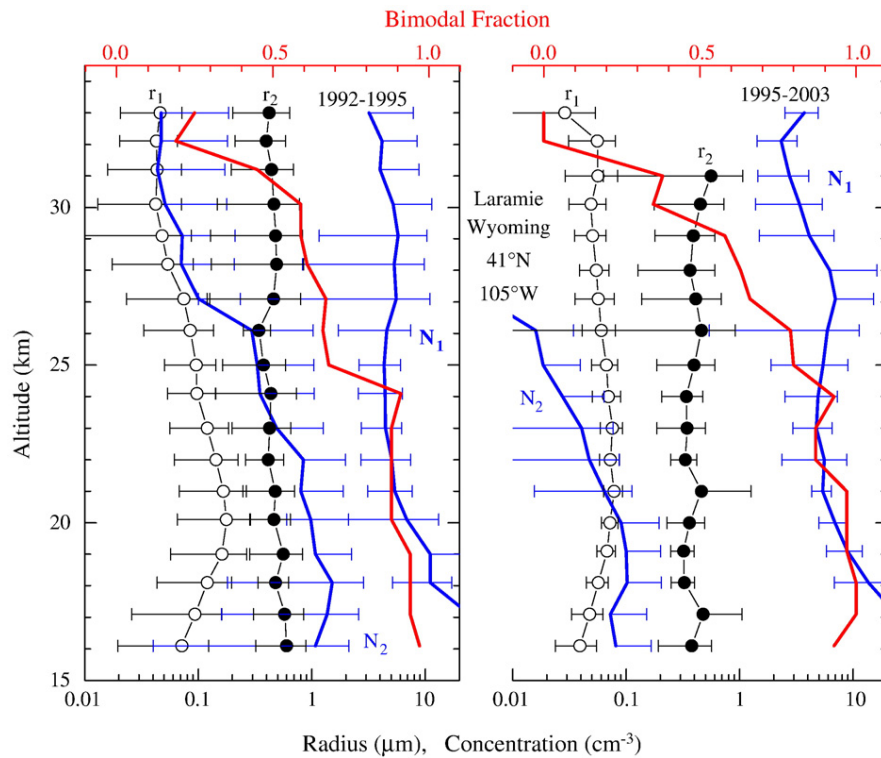 Bimodal Fraction
0.0 0.5 1.0 0.0 0.5 1.0
r1 r2 1992-1995 r1 1995-2003
r2 N1
Laramie
Wyoming
41°N
105°W
N1
N2
N2
30
25
20
15
Altitude (km)
0.01 0.1 1 10 0.01 0.1 1 10
Radius (μm), Concentration (cm-3)